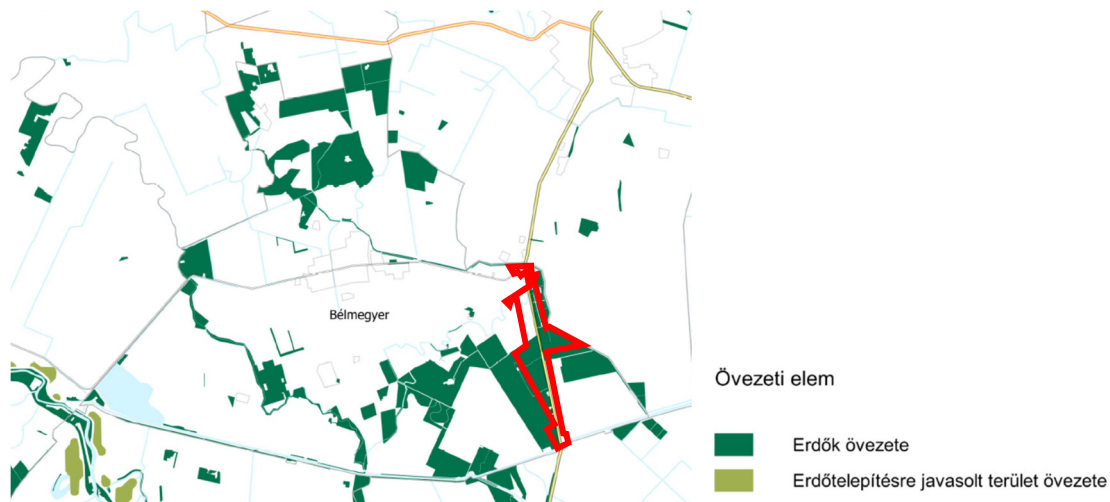 Bélmegyer
Övezeti elem
Erdők övezete
Erdőtelepítésre javasolt terület övezete